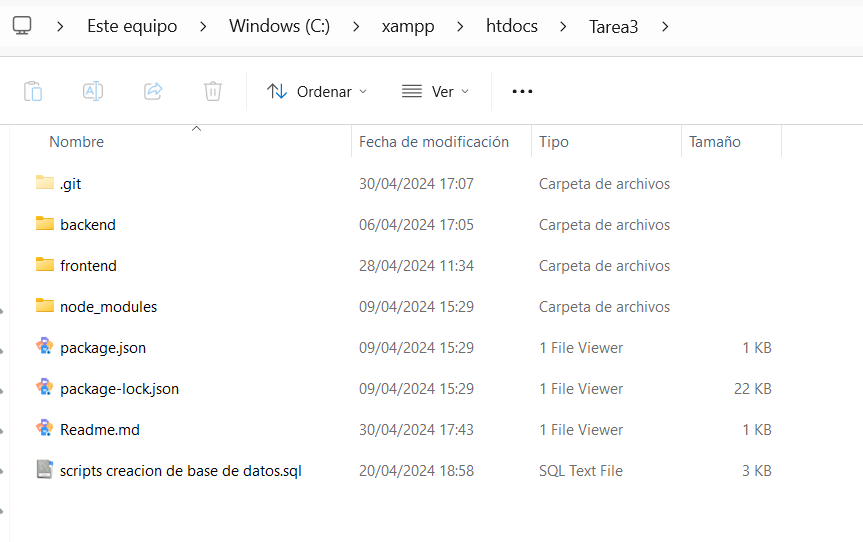 Este equipo > Windows (C:) > xampp > htdocs > Tarea3 >
Ordenar Ver ...
Nombre Fecha de modificación Tipo Tamaño
.git 30/04/2024 17:07 Carpeta de archivos
backend 06/04/2024 17:05 Carpeta de archivos
frontend 28/04/2024 11:34 Carpeta de archivos
node_modules 09/04/2024 15:29 Carpeta de archivos
package.json 09/04/2024 15:29 1 File Viewer 1 KB
package-lock.json 09/04/2024 15:29 1 File Viewer 22 KB
Readme.md 30/04/2024 17:43 1 File Viewer 1 KB
scripts creacion de base de datos.sql 20/04/2024 18:58 SQL Text File 3 KB